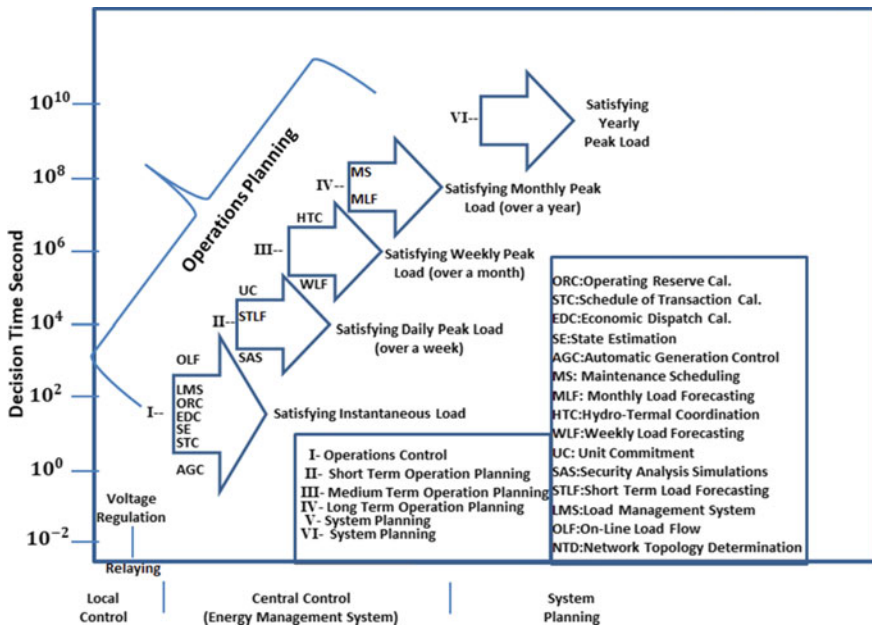 10^10
10^8
10^6
10^4
10^2
10^0
10^-2
Decision Time Second
Operations Planning
VI--
Satisfying
Yearly
Peak Load
IV--
MS
MLF
Satisfying Monthly Peak
Load (over a year)
III--
HTC
WLF
Satisfying Weekly Peak
Load (over a month)
II--
UC
STLF
SAS
Satisfying Daily Peak Load
(over a week)
I--
OLF
LMS
ORC
EDC
SE
STC
AGC
Satisfying Instantaneous Load
Voltage
Regulation
Relaying
I- Operations Control
II- Short Term Operation Planning
III- Medium Term Operation Planning
IV- Long Term Operation Planning
V- System Planning
VI- System Planning
ORC:Operating Reserve Cal.
STC:Schedule of Transaction Cal.
EDC:Economic Dispatch Cal.
SE:State Estimation
AGC:Automatic Generation Control
MS: Maintenance Scheduling
MLF: Monthly Load Forecasting
HTC:Hydro-Termal Coordination
WLF:Weekly Load Forecasting
UC: Unit Commitment
SAS:Security Analysis Simulations
STLF:Short Term Load Forecasting
LMS:Load Management System
OLF:On-Line Load Flow
NTD:Network Topology Determination
Local
Control
Central Control
(Energy Management System)
System
Planning